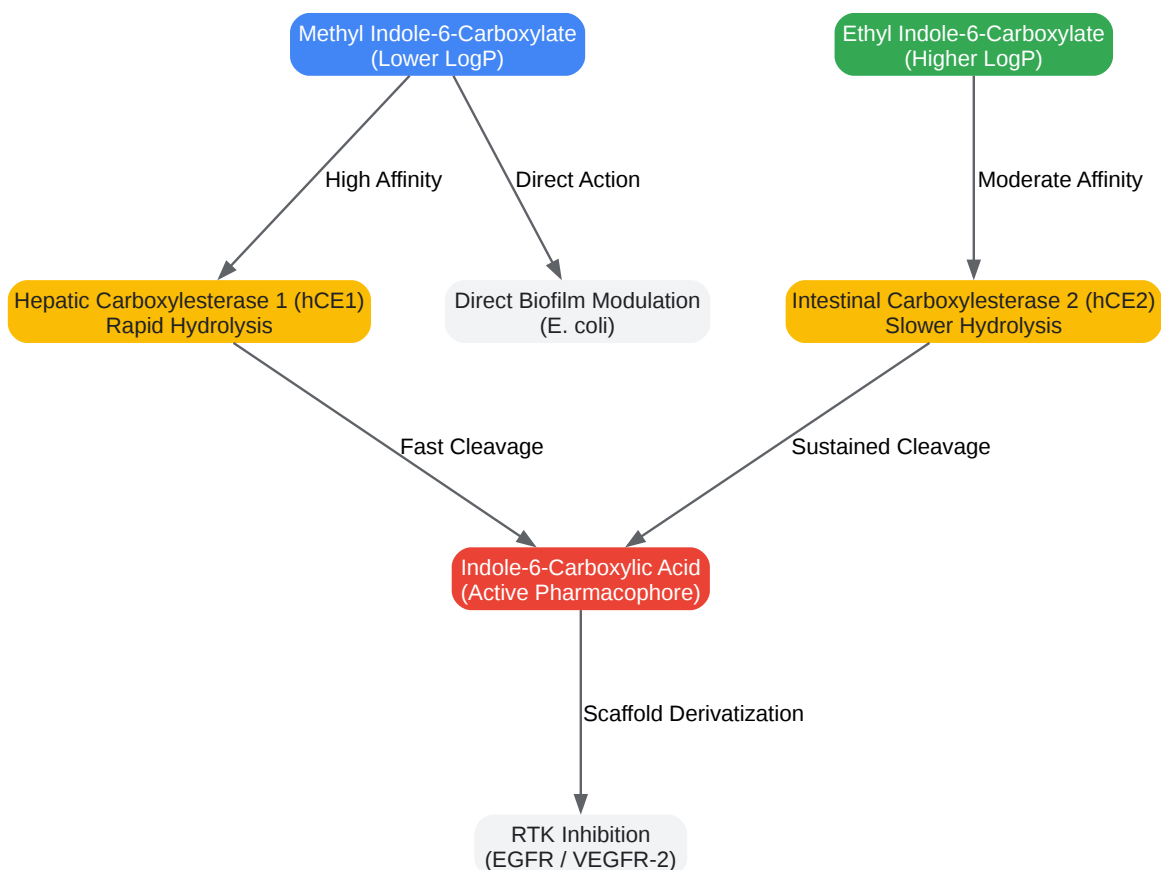 Methyl Indole-6-Carboxylate
(Lower LogP)
Ethyl Indole-6-Carboxylate
(Higher LogP)
High Affinity
Direct Action
Moderate Affinity
Hepatic Carboxylesterase 1 (hCE1)
Rapid Hydrolysis
Direct Biofilm Modulation
(E. coli)
Intestinal Carboxylesterase 2 (hCE2)
Slower Hydrolysis
Fast Cleavage
Sustained Cleavage
Indole-6-Carboxylic Acid
(Active Pharmacophore)
Scaffold Derivatization
RTK Inhibition
(EGFR / VEGFR-2)